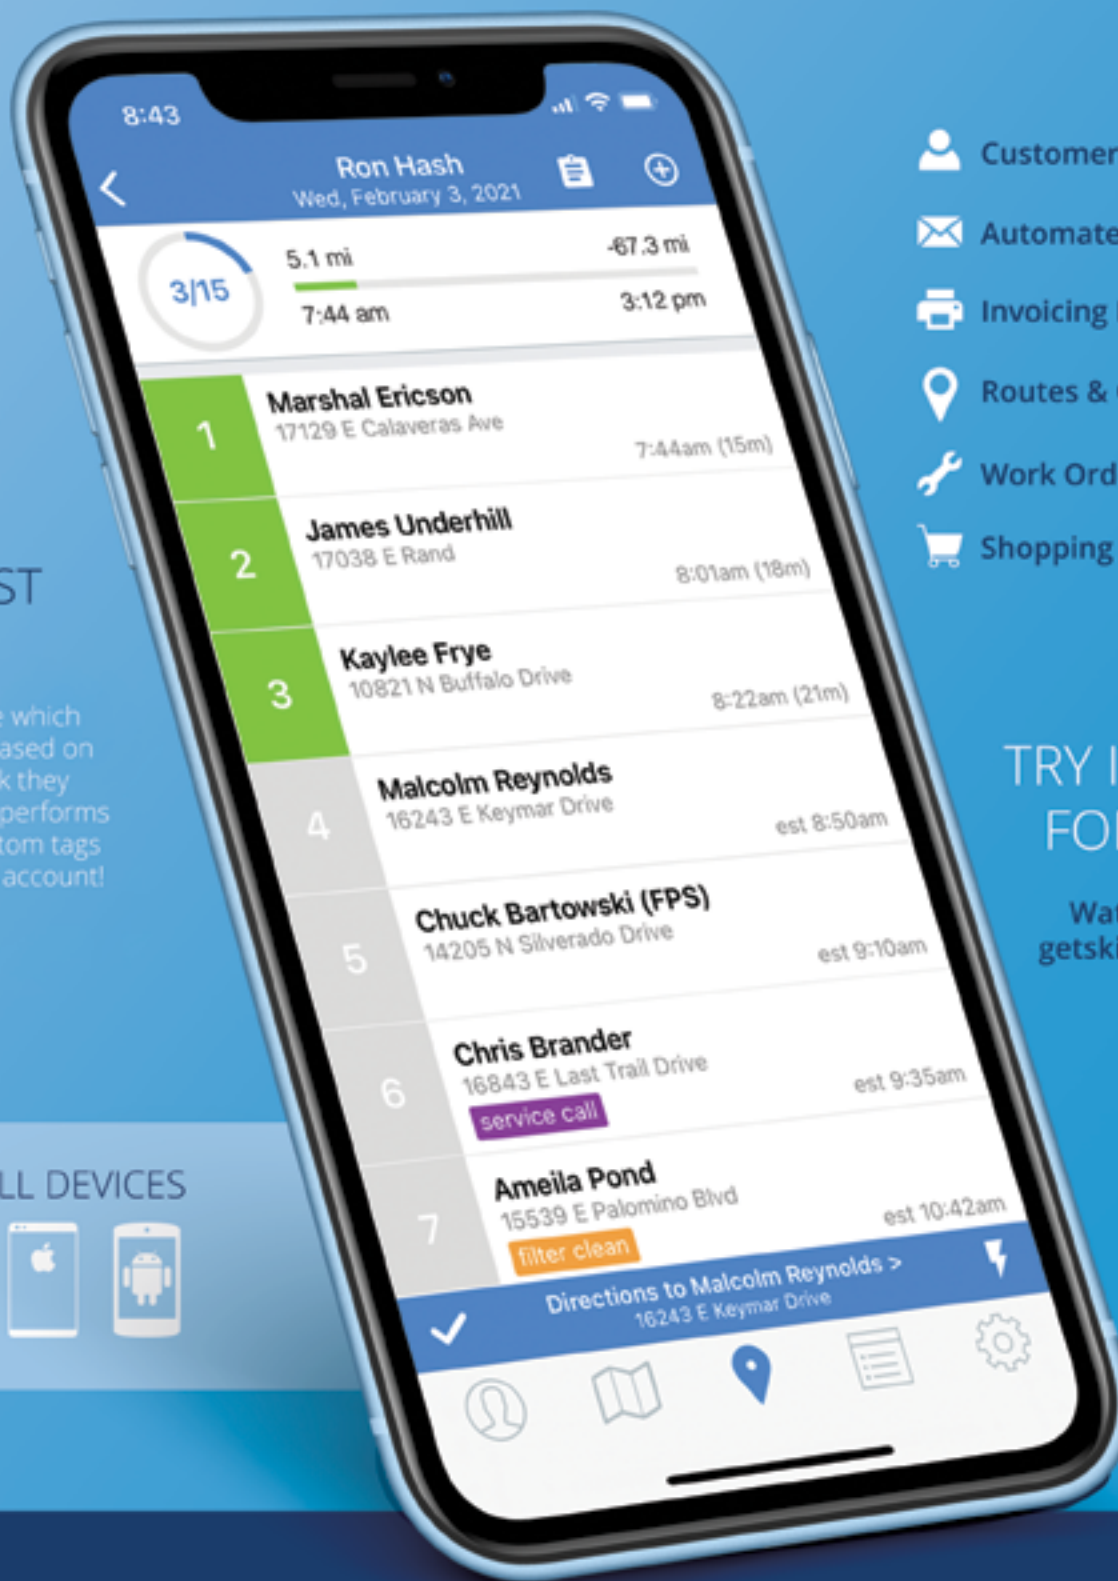 8:43
Ron Hash
Wed, February 3, 2021
3/15
5.1 mi
-67.3 mi
7:44 am
3:12 pm
1
Marshal Ericson
17129 E Calaveras Ave
7:44am (15m)
2
James Underhill
17038 E Rand
8:01am (18m)
3
Kaylee Frye
10821 N Buffalo Drive
8:22am (21m)
4
Malcolm Reynolds
16243 E Keymar Drive
est 8:50am
5
Chuck Bartowski (FPS)
14205 N Silverado Drive
est 9:10am
6
Chris Brander
16843 E Last Trail Drive
service call
est 9:35am
7
Ameila Pond
15539 E Palomino Blvd
filter clean
est 10:42am
Directions to Malcolm Reynolds >
16243 E Keymar Drive
ST
which
ased on
k they
performs
tom tags
account!
LL DEVICES
Customer
Automate
Invoicing
Routes &
Work Ord
Shopping
TRY
FO
Wat
getski